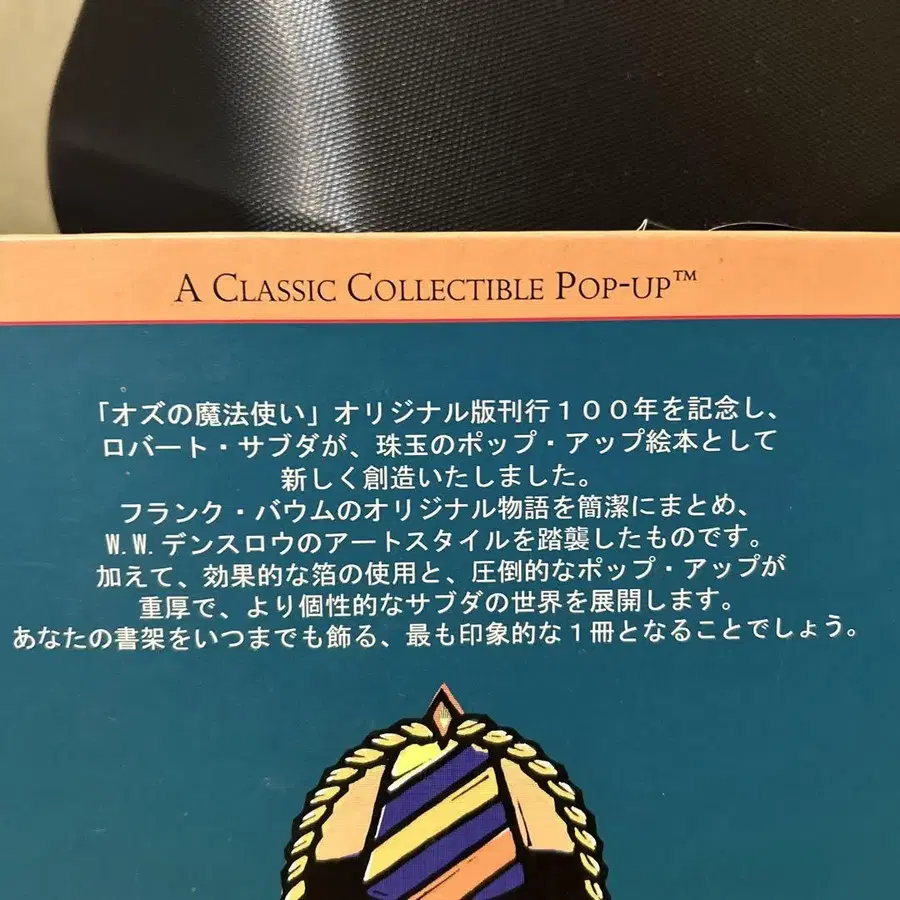 A CLASSIC COLLECTIBLE POP-UP™
「オズの魔法使い」オリジナル版刊行１００年を記念し、
ロバート・サブダが、珠玉のポップ・アップ絵本として
新しく創造いたしました。
フランク・バウムのオリジナル物語を簡潔にまとめ、
W.W.デンスロウのアートスタイルを踏襲したものです。
加えて、効果的な箔の使用と、圧倒的なポップ・アップが
重厚で、より個性的なサブダの世界を展開します。
あなたの書架をいつまでも飾る、最も印象的な１冊となることでしょう。